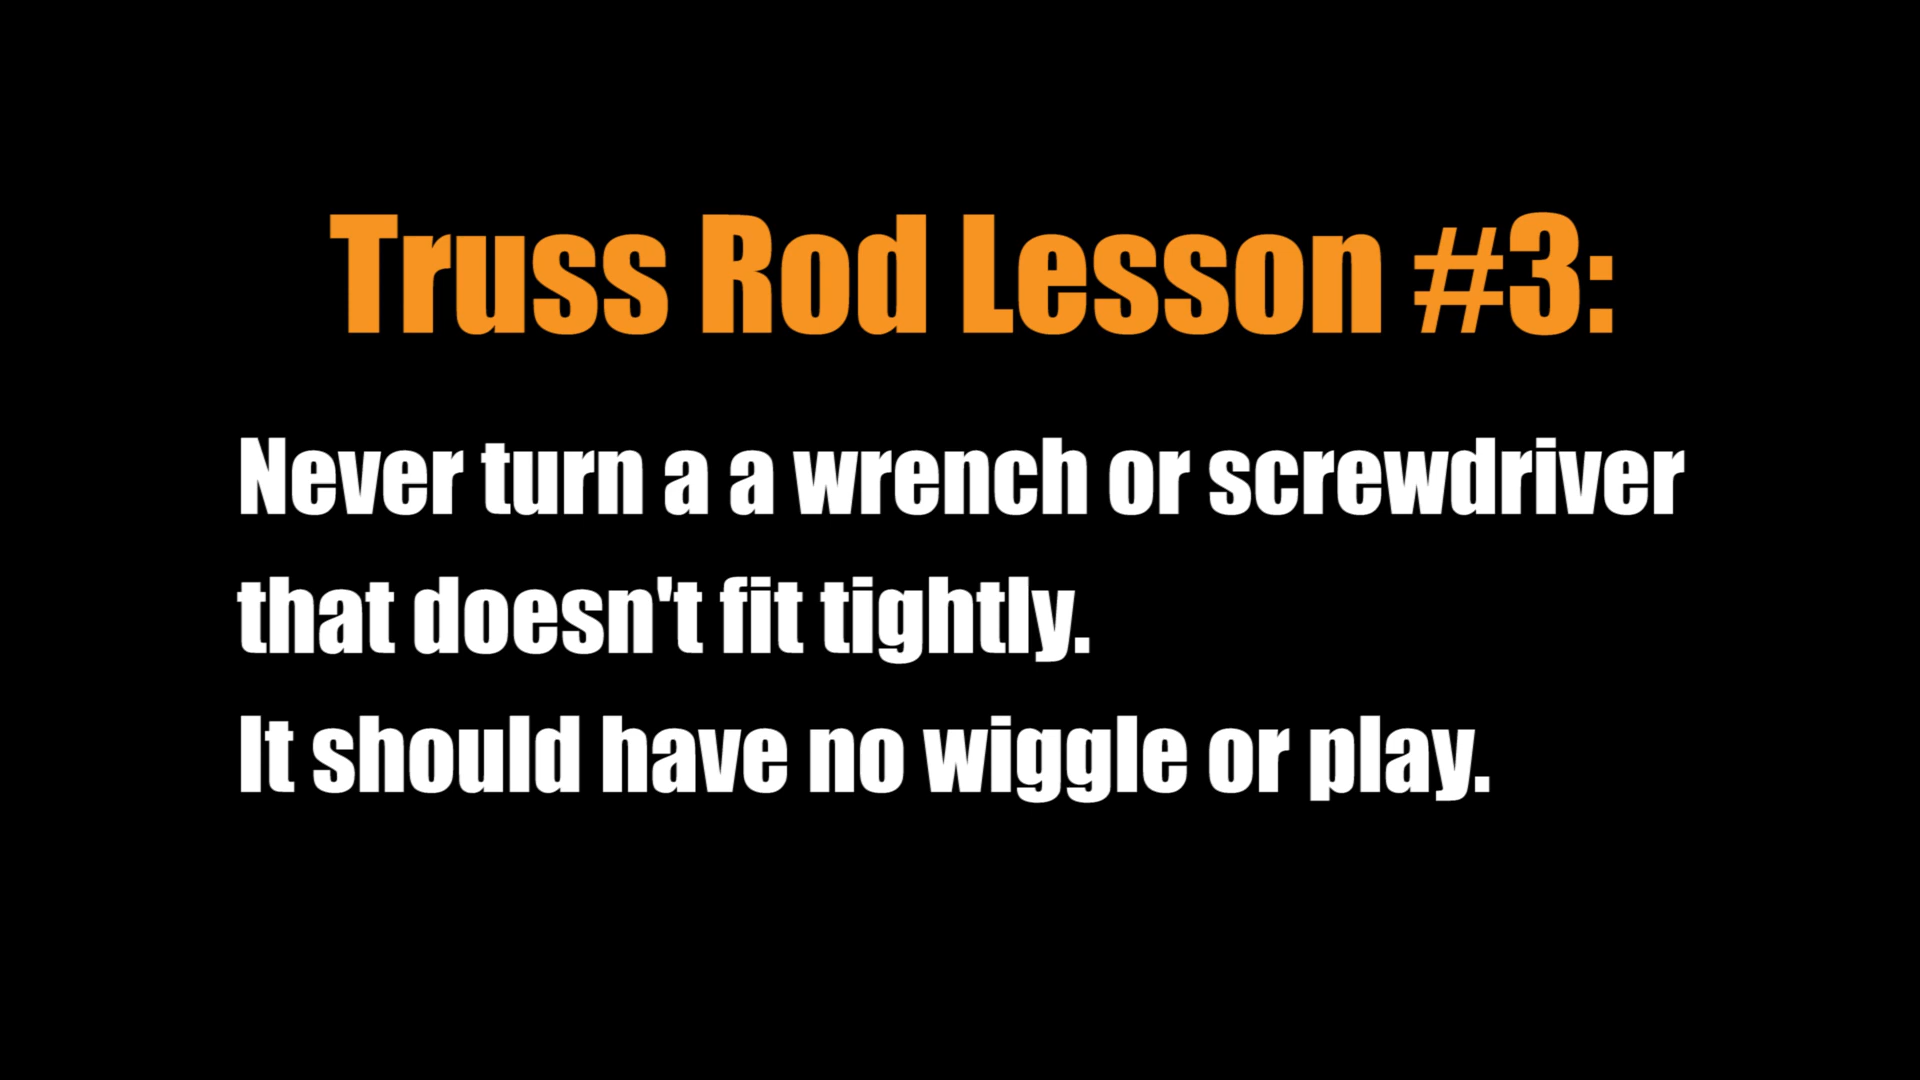 Truss Rod Lesson #3:
Never turn a a wrench or screwdriver
that doesn't fit tightly.
It should have no wiggle or play.